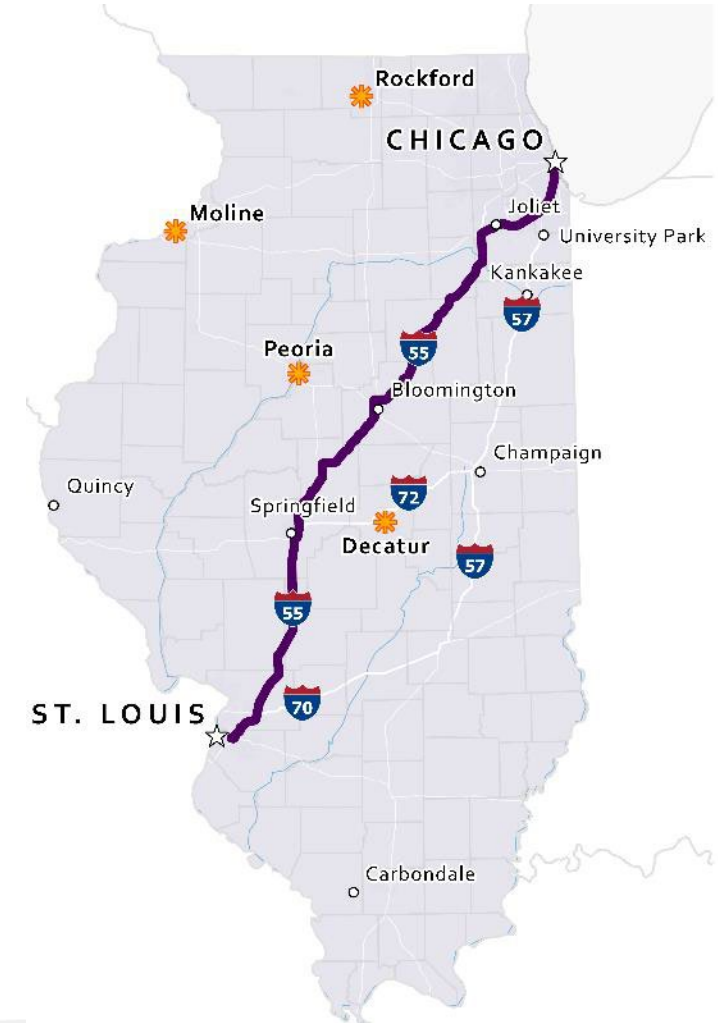 Rockford
CHICAGO
Moline
Joliet
University Park
Kankakee
57
55
Peoria
Bloomington
Champaign
72
Quincy
Springfield
Decatur
57
55
70
ST. LOUIS
Carbondale